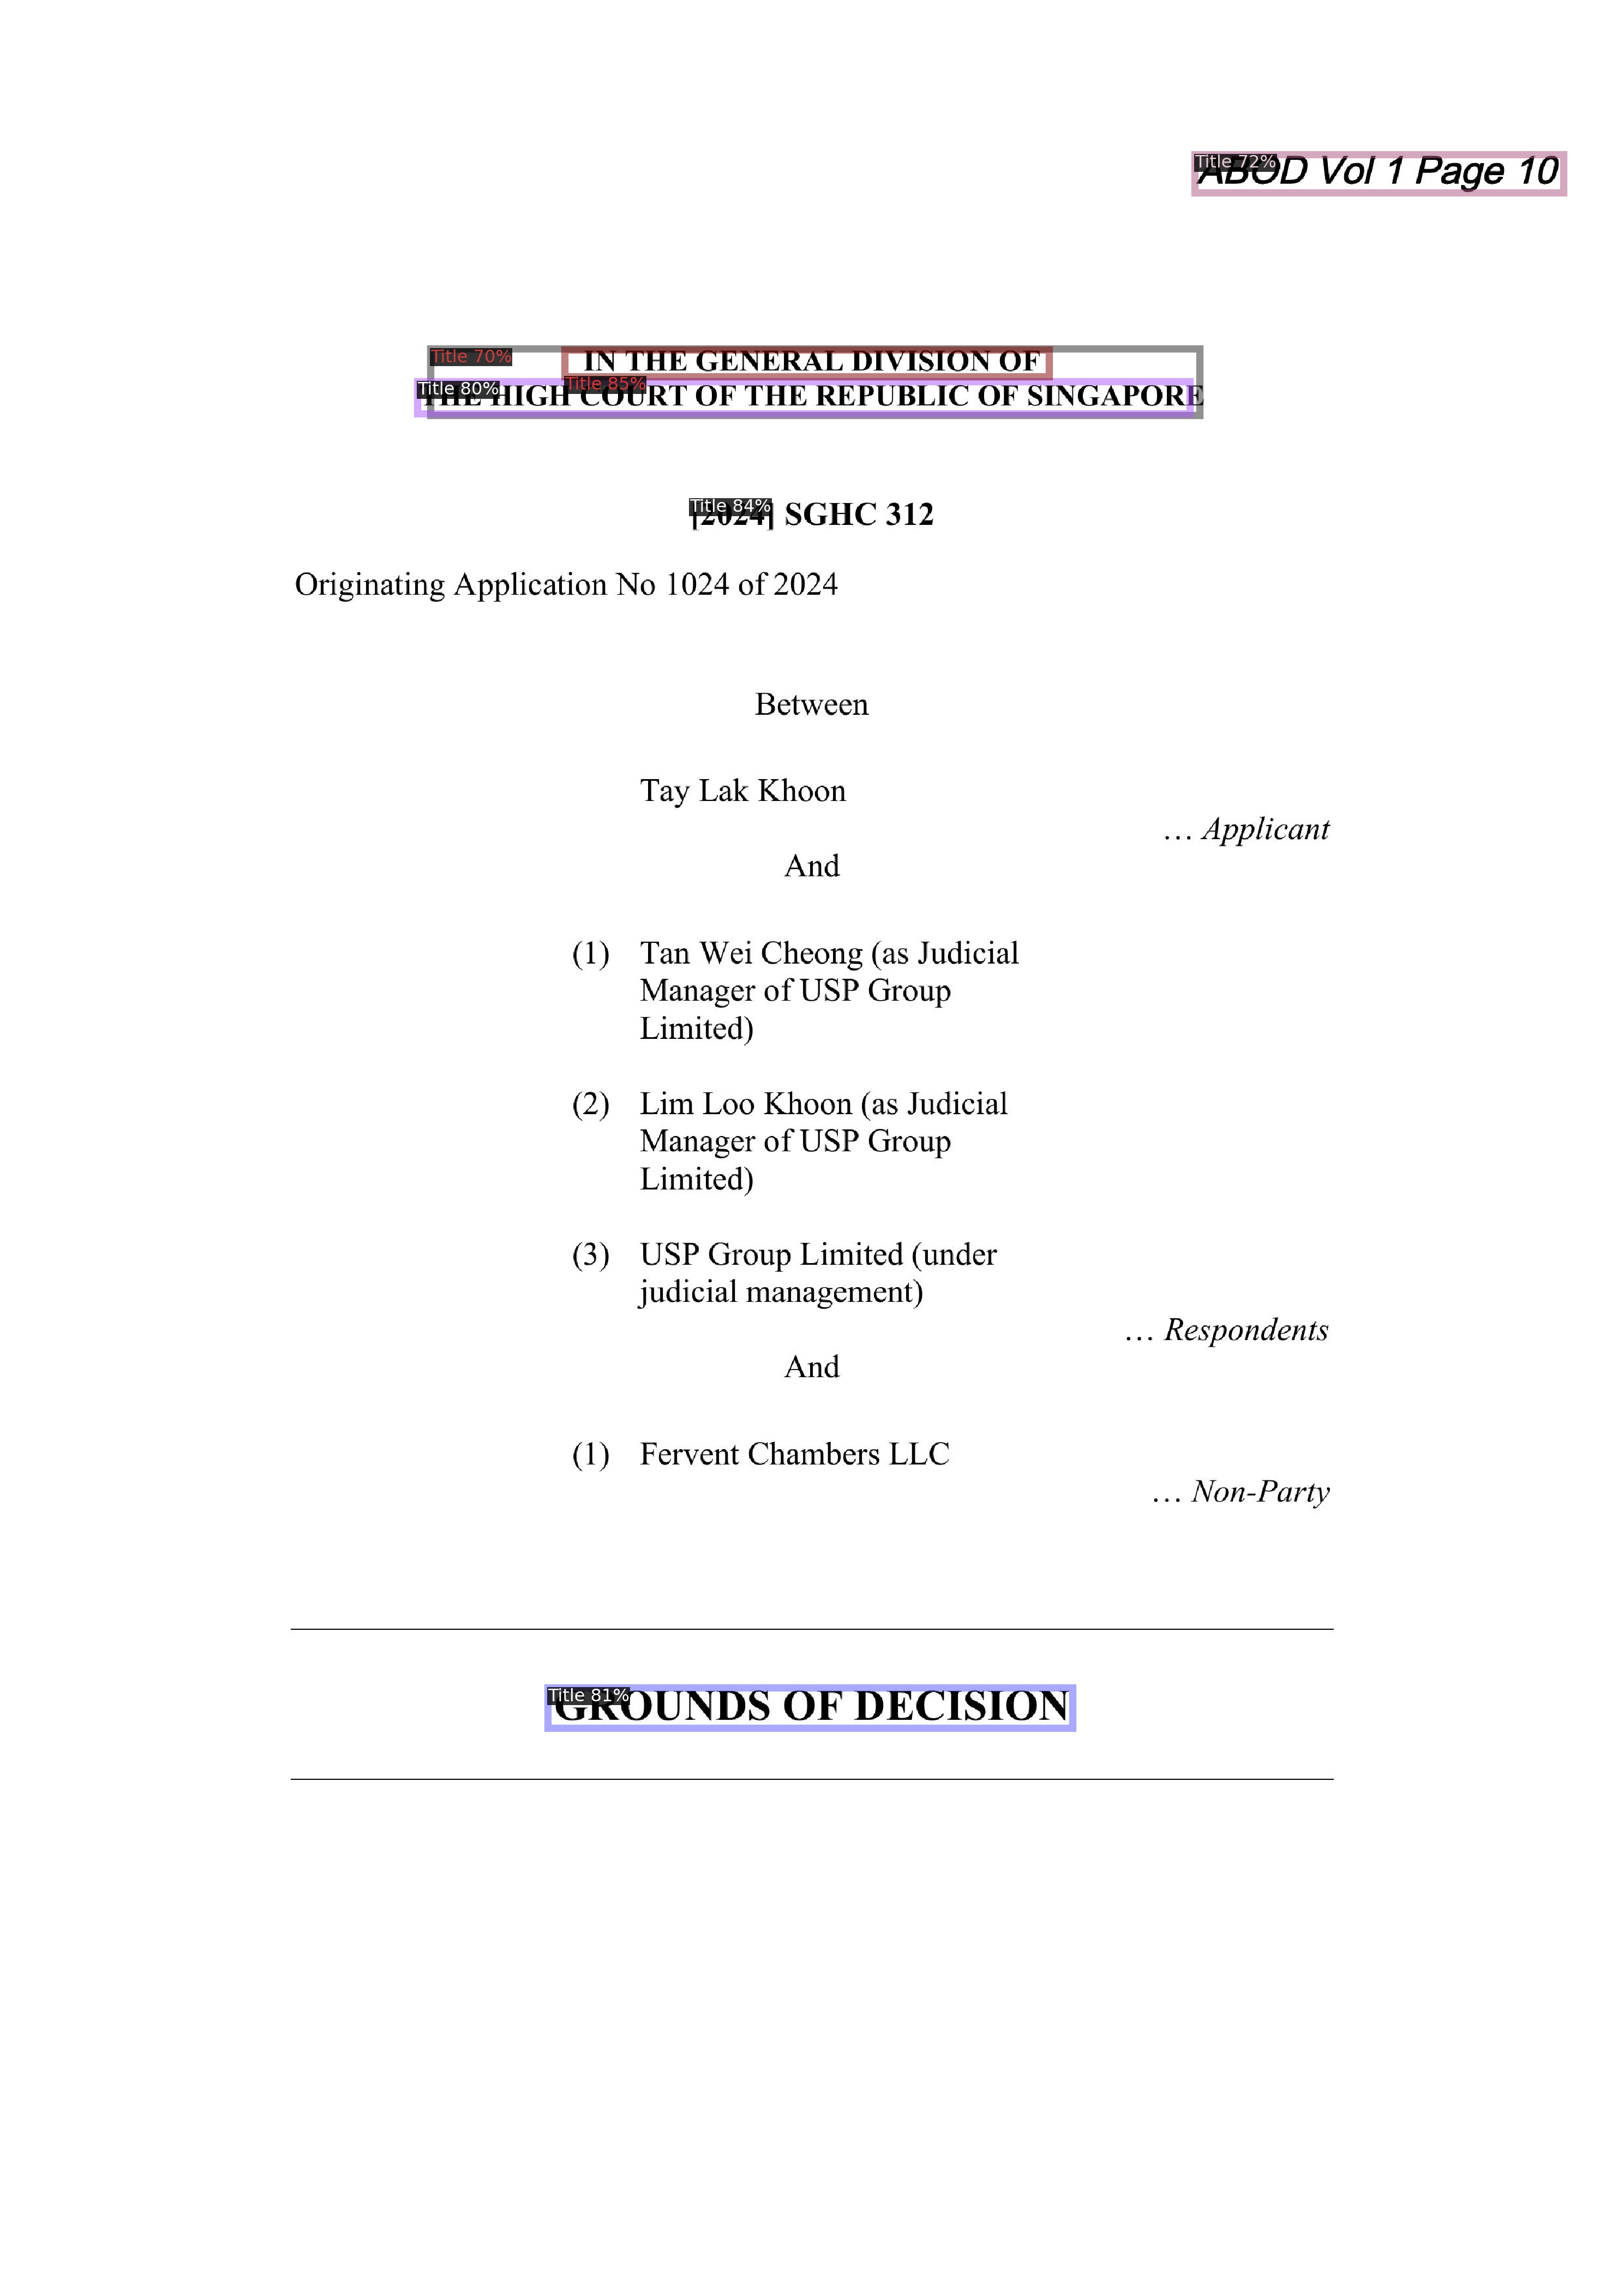 ABOD Vol 1 Page 10
Title 72%
Title 70%
IN THE GENERAL DIVISION OF
Title 80%
Title 85%
THE HIGH COURT OF THE REPUBLIC OF SINGAPORE
Title 84%
[2024] SGHC 312
Originating Application No 1024 of 2024
Between
Tay Lak Khoon
… Applicant
And
(1) Tan Wei Cheong (as Judicial
Manager of USP Group
Limited)
(2) Lim Loo Khoon (as Judicial
Manager of USP Group
Limited)
(3) USP Group Limited (under
judicial management)
… Respondents
And
(1) Fervent Chambers LLC
… Non-Party
Title 81%
GROUNDS OF DECISION